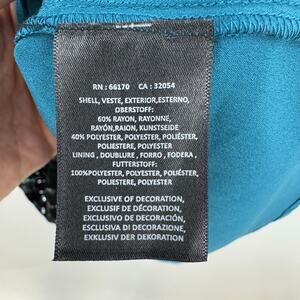 RN : 66170 CA : 32054
SHELL, VESTE, EXTERIOR,ESTERNO,
OBERSTOFF:
60% RAYON, RAYONNE,
RAYÓN,RAION, KUNSTSEIDE
40% POLYESTER, POLYESTER, POLIÉSTER,
POLIESTERE, POLYESTER
LINING , DOUBLURE , FORRO , FODERA ,
FUTTERSTOFF:
100%POLYESTER, POLYESTER, POLIÉSTER,
POLIESTERE, POLYESTER
EXCLUSIVE OF DECORATION,
EXCLUSIF DE DÉCORATION,
EXCLUSIVO DE DECORACIÓN,
EXCLUSIVA DI DECORAZIONE,
EXKLUSIV DER DEKORATION